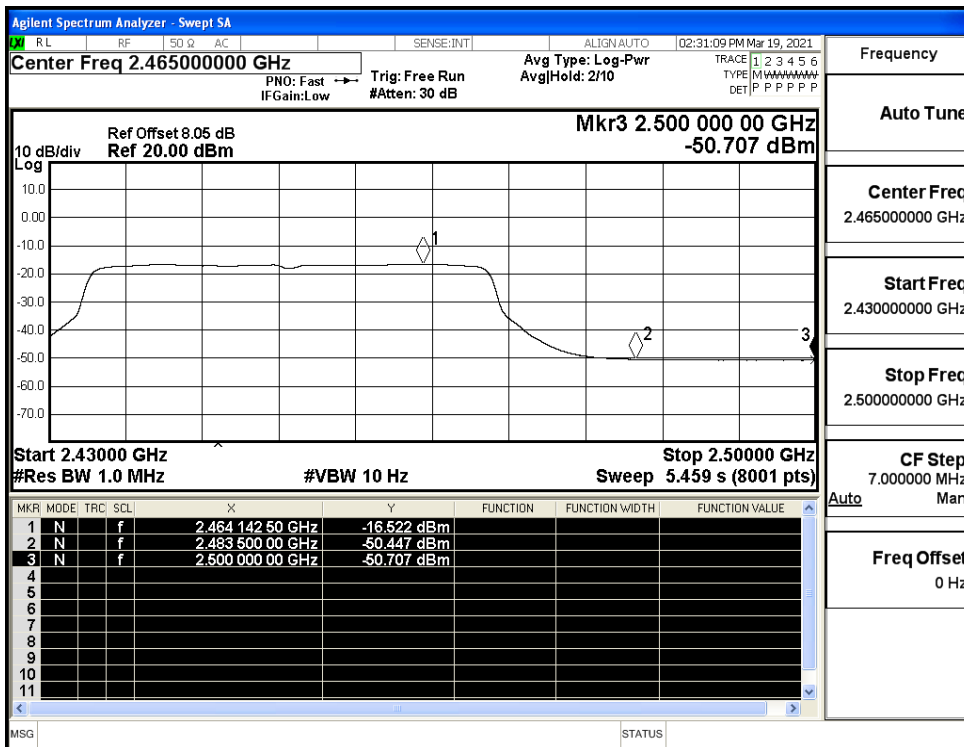 Agilent Spectrum Analyzer - Swept SA
LXI RL RF 50 Ω AC SENSE:INT ALIGNAUTO 02:31:09 PM Mar 19, 2021
Center Freq 2.465000000 GHz
PNO: Fast
IFGain:Low
Trig: Free Run
#Atten: 30 dB
Avg Type: Log-Pwr
Avg|Hold: 2/10
TRACE 1 2 3 4 5 6
TYPE M WWWWW
DET P P P P P P
Ref Offset 8.05 dB
10 dB/div Ref 20.00 dBm
Log
Mkr3 2.500 000 00 GHz
-50.707 dBm
10.0
0.00
-10.0
-20.0
-30.0
-40.0
-50.0
-60.0
-70.0
1
2
3
Start 2.43000 GHz Stop 2.50000 GHz
#Res BW 1.0 MHz #VBW 10 Hz Sweep 5.459 s (8001 pts)
MKR MODE TRC SCL X Y FUNCTION FUNCTION WIDTH FUNCTION VALUE
1 N f 2.464 142 50 GHz -16.522 dBm
2 N f 2.483 500 00 GHz -50.447 dBm
3 N f 2.500 000 00 GHz -50.707 dBm
4
5
6
7
8
9
10
11
MSG STATUS
Frequency
Auto Tune
Center Freq
2.465000000 GHz
Start Freq
2.430000000 GHz
Stop Freq
2.500000000 GHz
CF Step
7.000000 MHz
Auto Man
Freq Offset
0 Hz